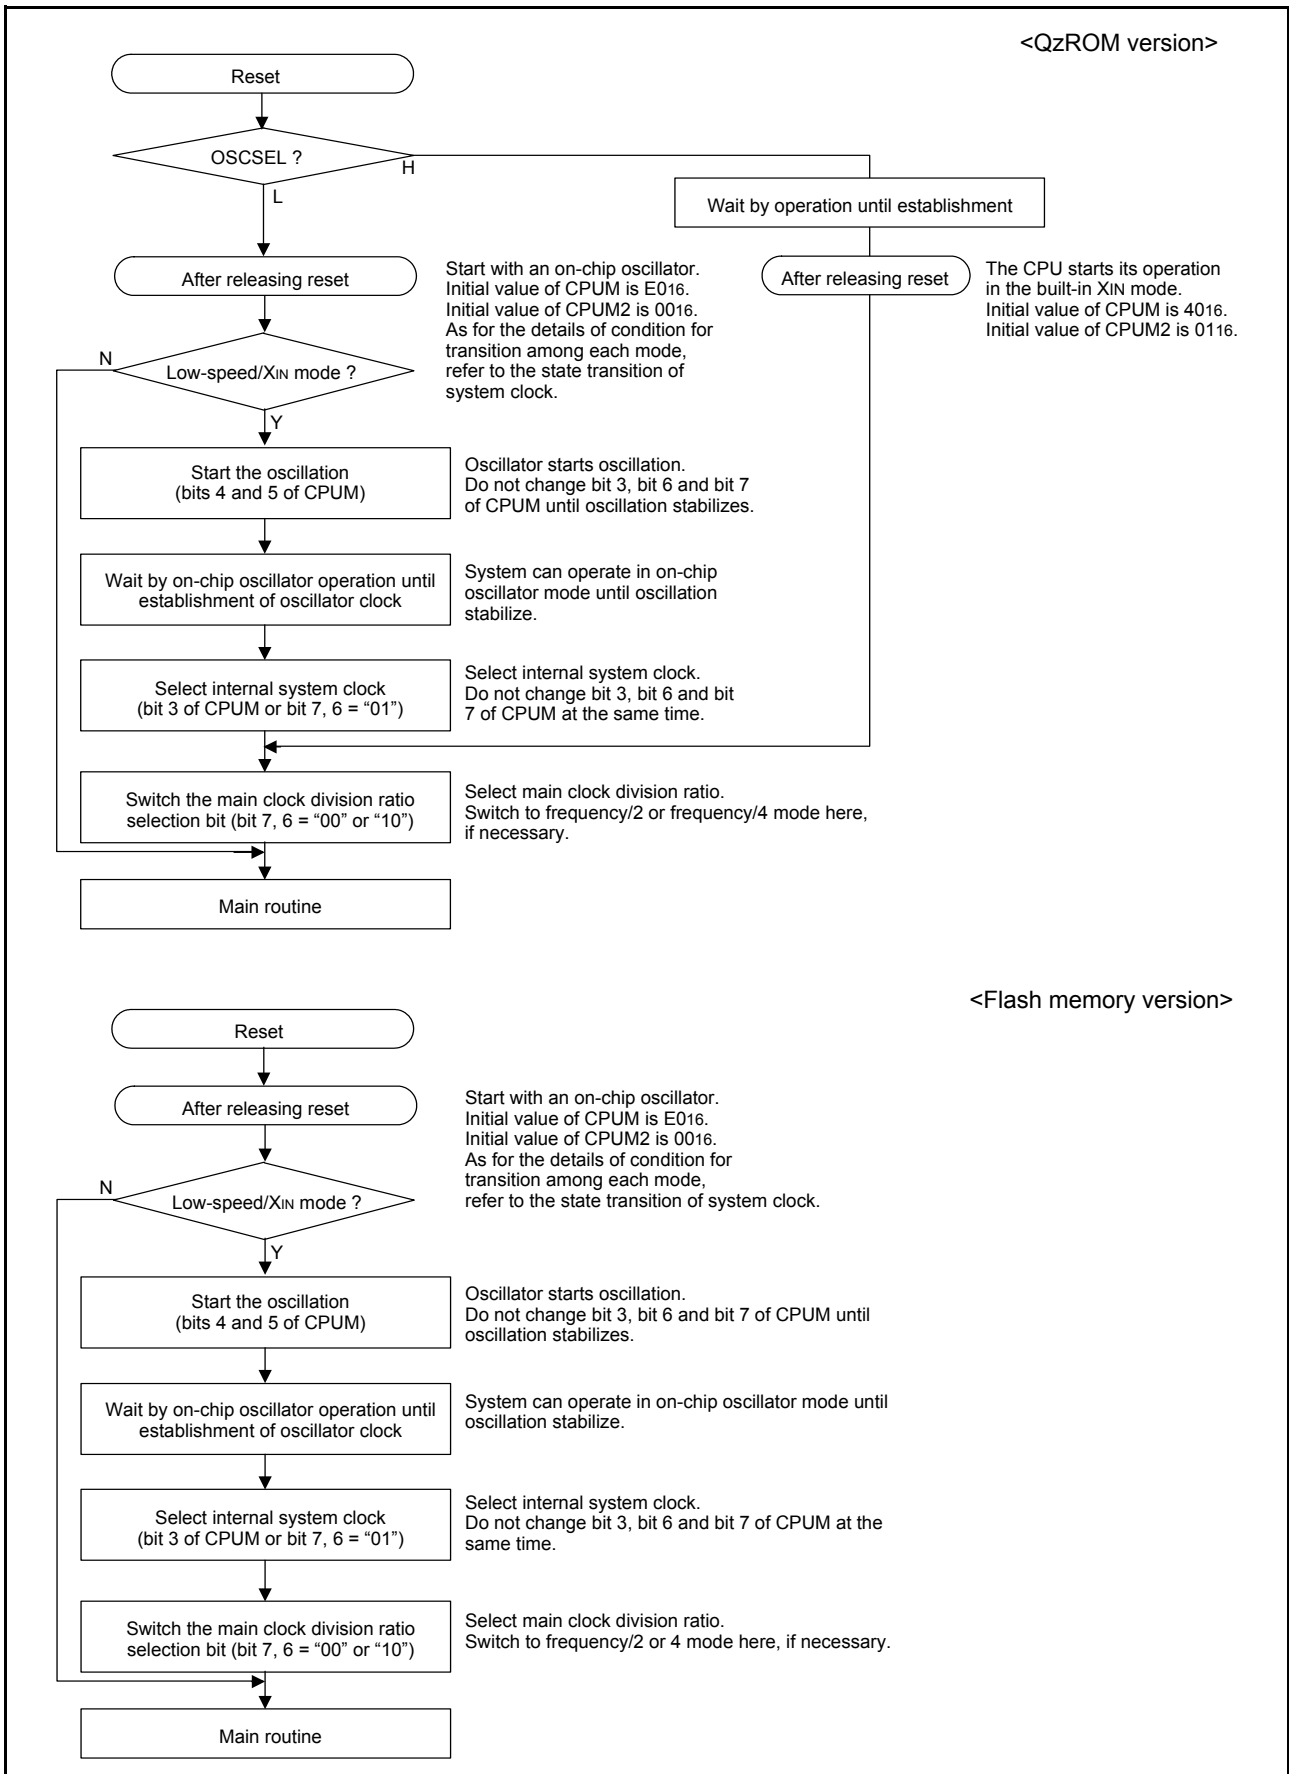 <QzROM version>
Reset
OSCSEL ?
H
L
Wait by operation until establishment
After releasing reset
Start with an on-chip oscillator.
Initial value of CPUM is E016.
Initial value of CPUM2 is 0016.
As for the details of condition for
transition among each mode,
refer to the state transition of
system clock.
After releasing reset
The CPU starts its operation
in the built-in XIN mode.
Initial value of CPUM is 4016.
Initial value of CPUM2 is 0116.
N
Low-speed/XIN mode ?
Y
Start the oscillation
(bits 4 and 5 of CPUM)
Oscillator starts oscillation.
Do not change bit 3, bit 6 and bit 7
of CPUM until oscillation stabilizes.
Wait by on-chip oscillator operation until
establishment of oscillator clock
System can operate in on-chip
oscillator mode until oscillation
stabilize.
Select internal system clock
(bit 3 of CPUM or bit 7, 6 = “01”)
Select internal system clock.
Do not change bit 3, bit 6 and bit
7 of CPUM at the same time.
Switch the main clock division ratio
selection bit (bit 7, 6 = “00” or “10”)
Select main clock division ratio.
Switch to frequency/2 or frequency/4 mode here,
if necessary.
Main routine
<Flash memory version>
Reset
After releasing reset
Start with an on-chip oscillator.
Initial value of CPUM is E016.
Initial value of CPUM2 is 0016.
As for the details of condition for
transition among each mode,
refer to the state transition of system clock.
N
Low-speed/XIN mode ?
Y
Start the oscillation
(bits 4 and 5 of CPUM)
Oscillator starts oscillation.
Do not change bit 3, bit 6 and bit 7 of CPUM until
oscillation stabilizes.
Wait by on-chip oscillator operation until
establishment of oscillator clock
System can operate in on-chip oscillator mode until
oscillation stabilize.
Select internal system clock
(bit 3 of CPUM or bit 7, 6 = “01”)
Select internal system clock.
Do not change bit 3, bit 6 and bit 7 of CPUM at the
same time.
Switch the main clock division ratio
selection bit (bit 7, 6 = “00” or “10”)
Select main clock division ratio.
Switch to frequency/2 or 4 mode here, if necessary.
Main routine